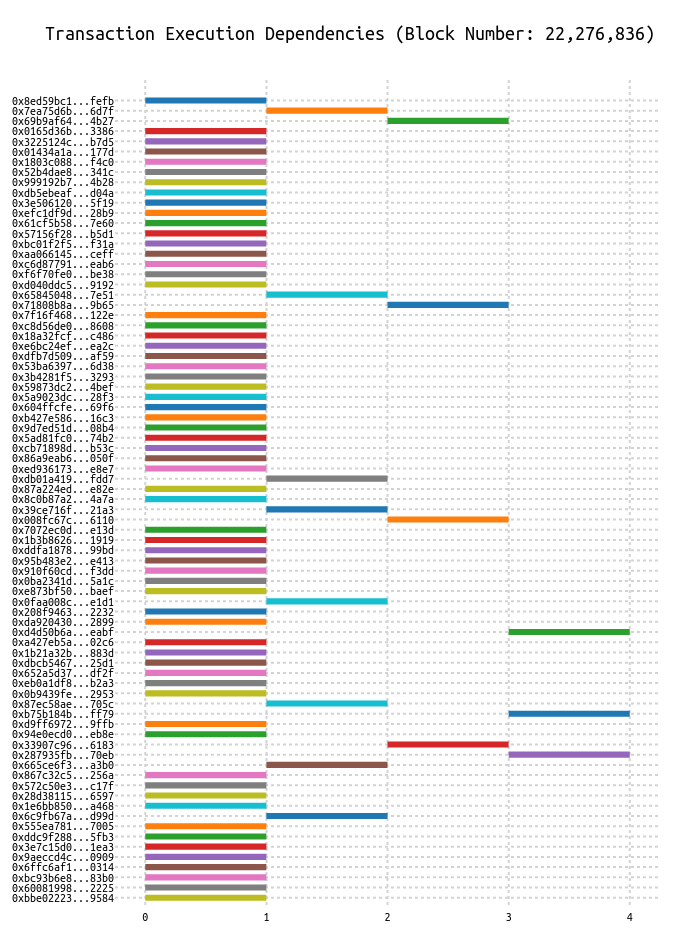 Transaction Execution Dependencies (Block Number: 22,276,836)
0x8ed59bc1...fefb
0x7ea75d6b...6d7f
0x69b9af64...4b27
0x0165d36b...3386
0x3225124c...b7d5
0x01434a1a...177d
0x1803c088...f4c0
0x52b4dae8...341c
0x999192b7...4b28
0xdb5ebeaf...d04a
0x3e506120...5f19
0xefc1df9d...28b9
0x61cf5b58...7e60
0x57156f28...b5d1
0xbc01f2f5...f31a
0xaa066145...ceff
0xc6d87791...eab6
0xf6f70fe0...be38
0xd040ddc5...9192
0x65845048...7e51
0x71808b8a...9b65
0x7f16f468...122e
0xc8d56de0...8608
0x18a32fcf...c486
0xe6bc24ef...ea2c
0xdfb7d509...af59
0x53ba6397...6d38
0x3b4281f5...3293
0x59873dc2...4bef
0x5a9023dc...28f3
0x604ffcfe...69f6
0xb427e586...16c3
0x9d7ed51d...08b4
0x5ad81fc0...74b2
0xcb71898d...b53c
0x86a9eab6...050f
0xed936173...e8e7
0xdb01a419...fdd7
0x87a224ed...e82e
0x8c0b87a2...4a7a
0x39ce716f...21a3
0x008fc67c...6110
0x7072ec0d...e13d
0x1b3b8626...1919
0xddfa1878...99bd
0x95b483e2...e413
0x910f60cd...f3dd
0x0ba2341d...5a1c
0xe873bf50...baef
0x0faa008c...e1d1
0x208f9463...2232
0xda920430...2899
0xd4d50b6a...eabf
0xa427eb5a...02c6
0x1b21a32b...883d
0xdbcb5467...25d1
0x652a5d37...df2f
0xeb0a1df8...b2a3
0x0b9439fe...2953
0x87ec58ae...705c
0xb75b184b...ff79
0xd9ff6972...9ffb
0x94e0ecd0...eb8e
0x33907c96...6183
0x287935fb...70eb
0x665ce6f3...a3b0
0x867c32c5...256a
0x572c50e3...c17f
0x28d38115...6597
0x1e6bb850...a468
0x6c9fb67a...d99d
0x555ea781...7005
0xddc9f288...5fb3
0x3e7c15d0...1ea3
0x9aeccd4c...0909
0x6ffc6af1...0314
0xbc93b6e8...83b0
0x60081998...2225
0xbbe02223...9584
0 1 2 3 4